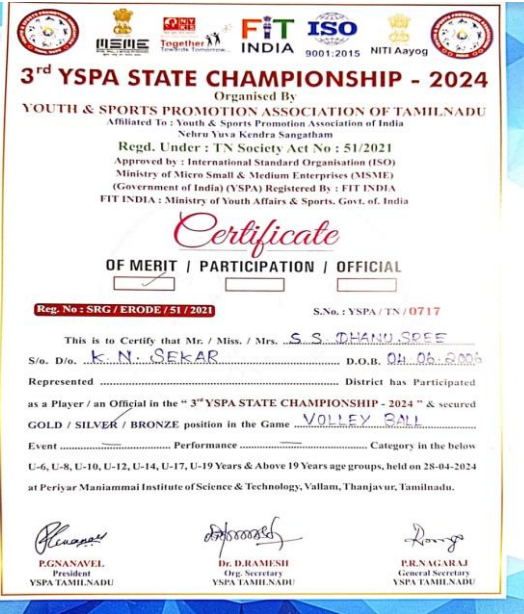 MSME
NYKS
Together
Towards Tomorrow...
FIT
INDIA
ISO
9001:2015
NITI Aayog
3rd YSPA STATE CHAMPIONSHIP - 2024
Organised By
YOUTH & SPORTS PROMOTION ASSOCIATION OF TAMILNADU
Affiliated To : Youth & Sports Promotion Association of India
Nehru Yuva Kendra Sangatham
Regd. Under : TN Society Act No : 51/2021
Approved by : International Standard Organisation (ISO)
Ministry of Micro Small & Medium Enterprises (MSME)
(Government of India) (YSPA) Registered By : FIT INDIA
FIT INDIA : Ministry of Youth Affairs & Sports. Govt. of India
Certificate
OF MERIT / PARTICIPATION / OFFICIAL
Reg. No : SRG / ERODE / 51 / 2021 S.No. : YSPA / TN / 0717
This is to Certify that Mr. / Miss. / Mrs. S. S. DHANU SREE
S/o. D/o. K. N. SEKAR D.O.B. 04.06.2006
Represented District has Participated
as a Player / an Official in the " 3rd YSPA STATE CHAMPIONSHIP - 2024 " & secured
GOLD / SILVER / BRONZE position in the Game VOLLEY BALL
Event Performance Category in the below
U-6, U-8, U-10, U-12, U-14, U-17, U-19 Years & Above 19 Years age groups, held on 28-04-2024
at Periyar Maniammai Institute of Science & Technology, Vallam, Thanjavur, Tamilnadu.
P.GNANAVEL Dr. D.RAMESH P.R.NAGARAJ
President Org. Secretary General Secretary
YSPA TAMILNADU YSPA TAMILNADU YSPA TAMILNADU